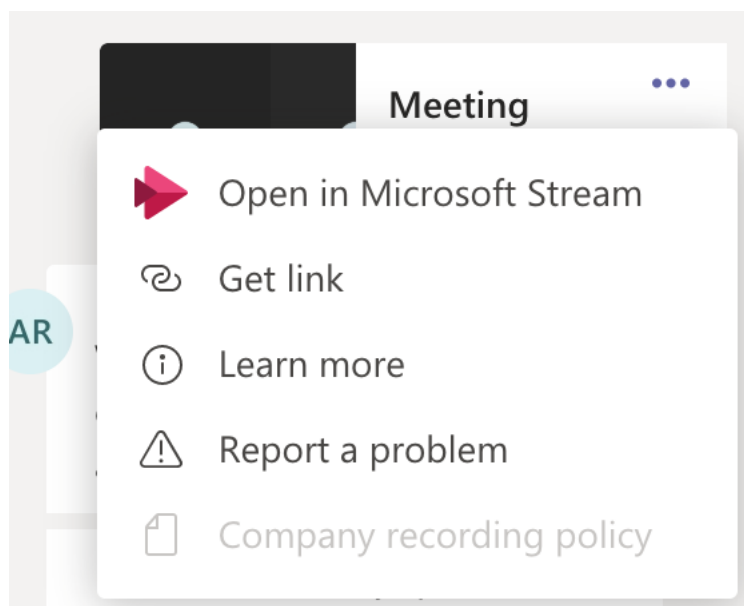 Meeting
Open in Microsoft Stream
Get link
AR
Learn more
Report a problem
Company recording policy